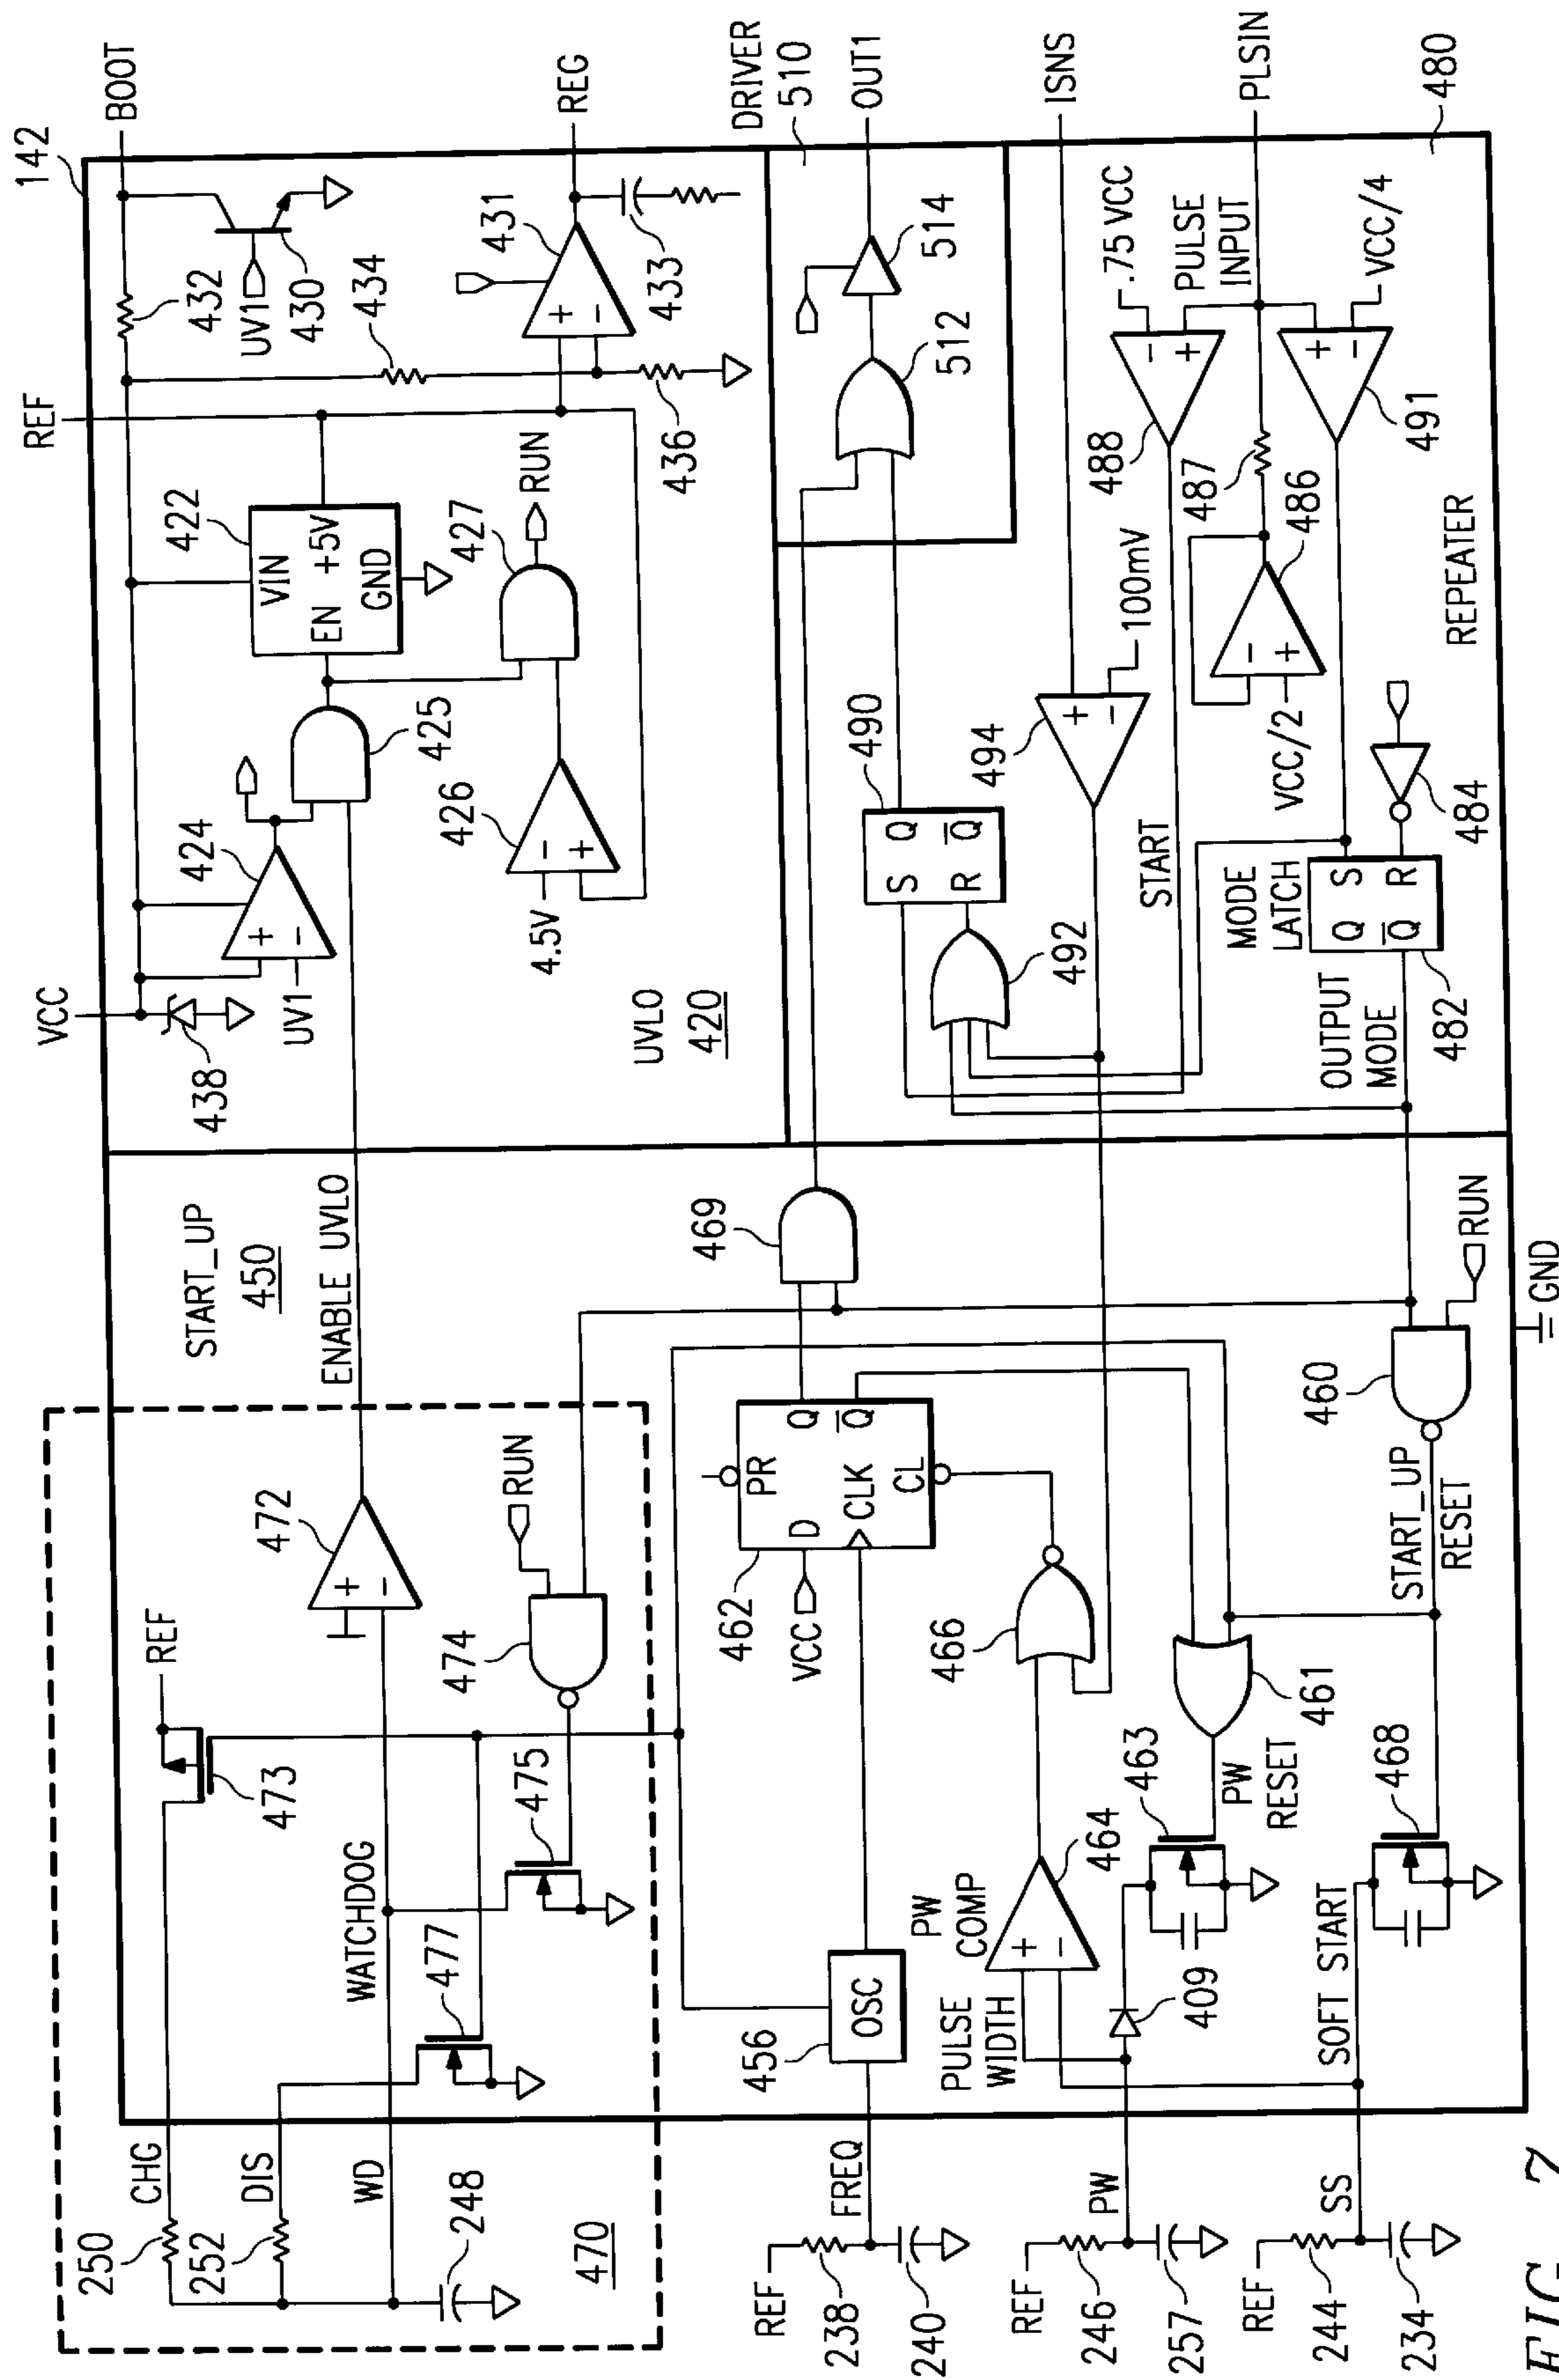 142
BOOT
REF
VCC
432
UV1
430
434
431
REG
433
436
422
VIN
EN +5V
GND
424
UV1
425
427
RUN
426
4.5V
438
UVLO
420
DRIVER
510
OUT1
514
512
ISNS
.75 VCC
PULSE
INPUT
PLSIN
VCC/4
488
487
486
491
100mV
VCC/2
490
S Q
R Q
494
492
START
MODE
LATCH
Q S
Q R
484
482
OUTPUT
MODE
REPEATER
480
START_UP
450
ENABLE UVLO
469
472
RUN
474
REF
473
475
WATCHDOG
477
CHG
250
DIS
252
WD
248
470
PR
D Q
Q
CLK
CL
462
VCC
466
OSC
456
FREQ
REF
238
240
PW
COMP
464
PULSE
WIDTH
409
463
PW
RESET
461
PW
REF
246
257
460
RUN
GND
START_UP
RESET
468
SOFT START
SS
REF
244
234
FIG. 7